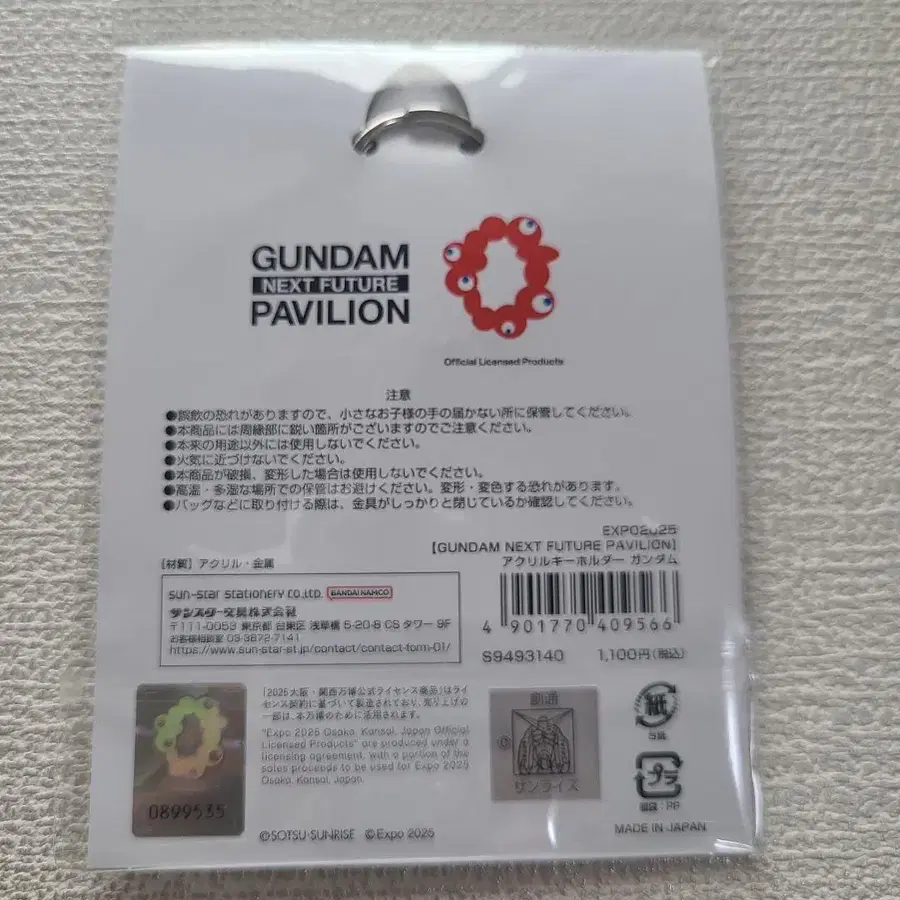 GUNDAM
NEXT FUTURE
PAVILION
Official Licensed Products
注意
●誤飲の恐れがありますので、小さなお子様の手の届かない所に保管してください。
●本商品には周縁部に鋭い箇所がございますのでご注意ください。
●本来の用途以外には使用しないでください。
●火気に近づけないでください。
●本商品が破損、変形した場合は使用しないでください。
●高温・多湿な場所での保管はお避けください。変形・変色する恐れがあります。
●バッグなどに取り付ける際は、金具がしっかりと閉じているか確認してください。
EXPO2025
【GUNDAM NEXT FUTURE PAVILION】
アクリルキーホルダー ガンダム
【材質】アクリル・金属
sun-star stationery co.,ltd. BANDAI NAMCO
サンスター文具株式会社
〒111-0053 東京都 台東区 浅草橋 5-20-8 CS タワー 9F
お客様相談室 03-3872-7141
https://www.sun-star-st.jp/contact/contact-form-01/
4 901770 409566
S9493140 1,100円(税込)
「2025大阪・関西万博公式ライセンス商品」はライ
センス契約に基づいて製造されており、売り上げの
一部は、本万博のために活用されます。
"Expo 2025 Osaka, Kansai, Japan Official
Licensed Products" are produced under a
licensing agreement, with a portion of the
sales proceeds to be used for Expo 2025
Osaka, Kansai, Japan.
0899535
創通
サンライズ
紙
台紙
プラ
個袋:PP
©SOTSU·SUNRISE ©Expo 2025
MADE IN JAPAN